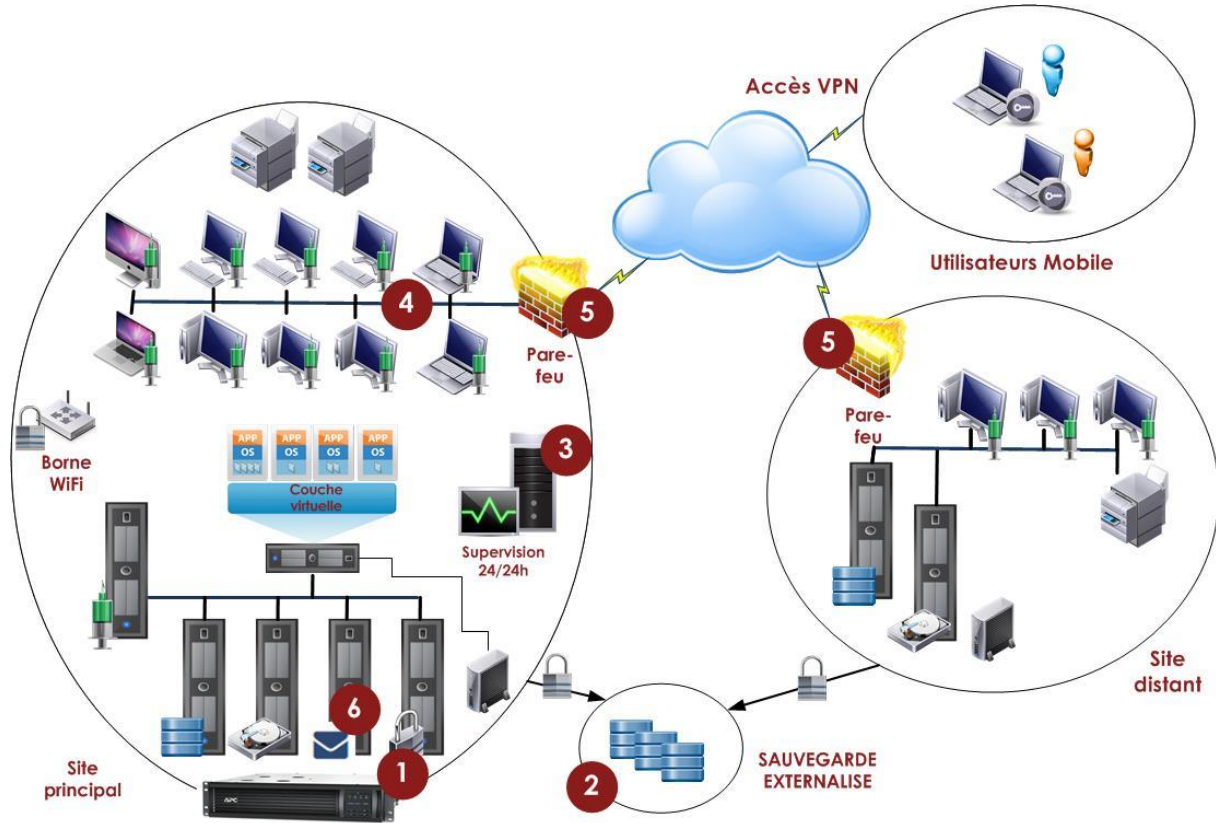 Accès VPN
Utilisateurs Mobile
4
5
Pare-
feu
5
Pare-
feu
Borne
WiFi
APP
OS
APP
OS
APP
OS
APP
OS
Couche
virtuelle
3
Supervision
24/24h
Site
distant
6
1
APC
Site
principal
2
SAUVEGARDE
EXTERNALISE